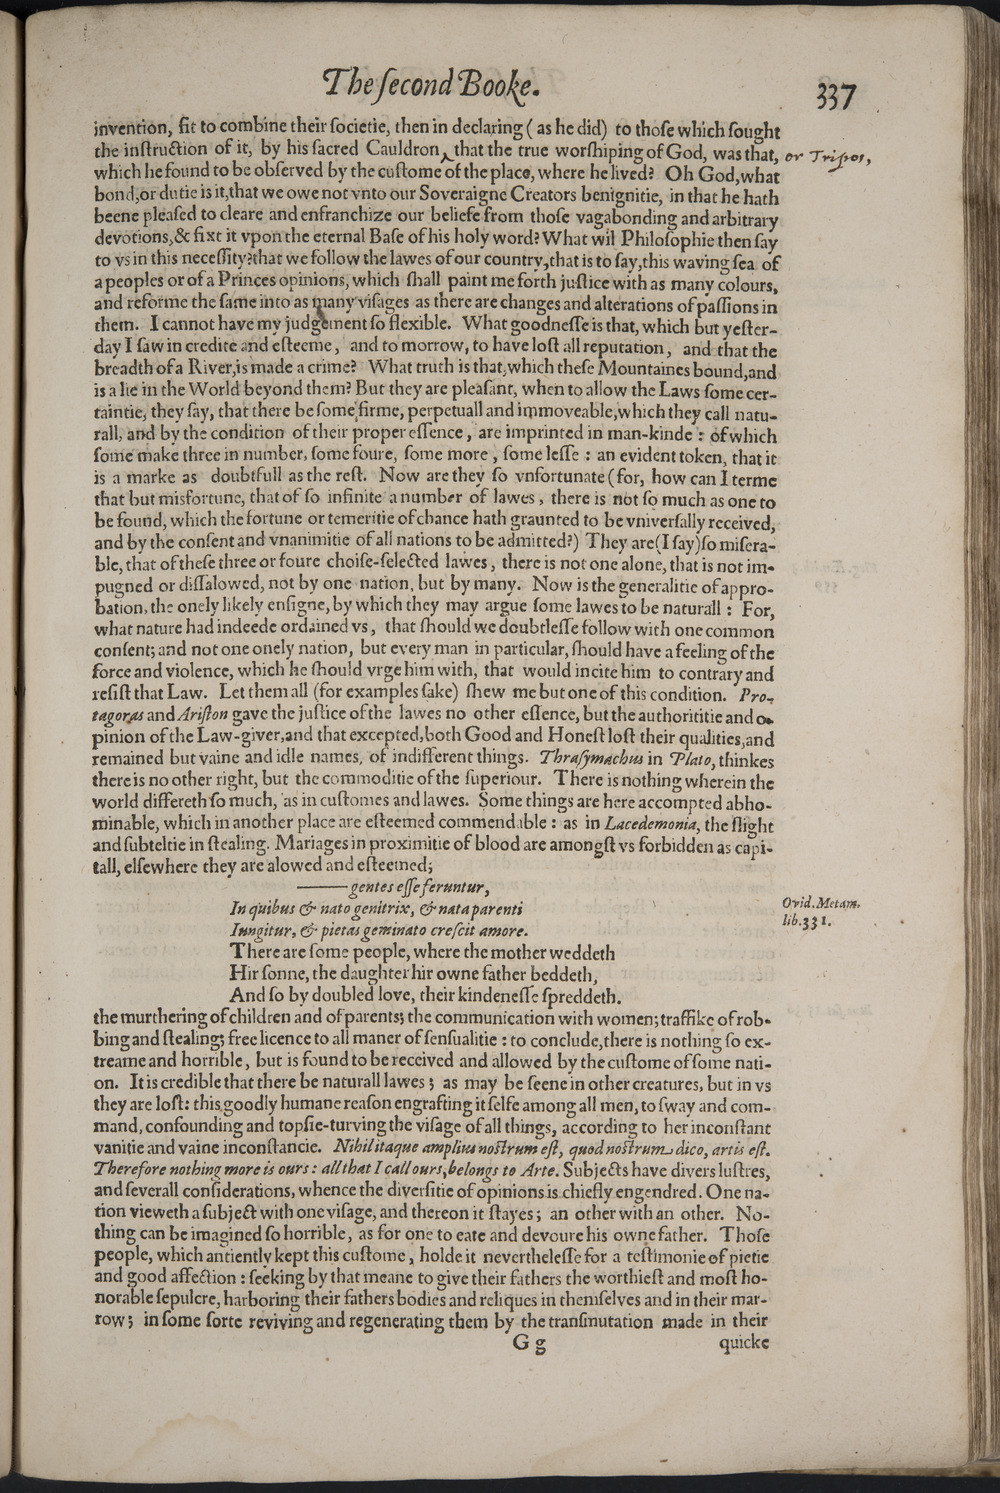 The ſecond Booke.
337
invention, fit to combine their ſocietie, then in declaring ( as he did) to thoſe which ſought
the inſtruction of it, by his ſacred Cauldron‸ that the true worſhiping of God, was that,
or Tripos,
which he found to be obſerved by the cuſtome of the place, where he lived? Oh God, what
bond, or dutie is it, that we owe not vnto our Soveraigne Creators benignitie, in that he hath
beene pleaſed to cleare and enfranchize our beliefe from thoſe vagabonding and arbitrary
devotions, & fixt it vpon the eternal Baſe of his holy word? What wil Philoſophie then ſay
to vs in this neceſſity? that we follow the lawes of our country, that is to ſay, this waving ſea of
a peoples or of a Princes opinions, which ſhall paint me forth juſtice with as many colours,
and reforme the ſame into as many viſages as there are changes and alterations of paſſions in
them. I cannot have my judgement ſo flexible. What goodneſſe is that, which but yeſter-
day I ſaw in credite and eſteeme, and to morrow, to have loſt all reputation, and that the
breadth of a River, is made a crime? What truth is that, which theſe Mountaines bound, and
is a lie in the World beyond them? But they are pleaſant, when to allow the Laws ſome cer-
taintie, they ſay, that there be ſome firme, perpetuall and immoveable, which they call natu-
rall, and by the condition of their proper eſſence, are imprinted in man-kinde : of which
ſome make three in number, ſome foure, ſome more, ſome leſſe : an evident token, that it
is a marke as doubtfull as the reſt. Now are they ſo vnfortunate (for, how can I terme
that but misfortune, that of ſo infinite a number of lawes, there is not ſo much as one to
be found, which the fortune or temeritie of chance hath graunted to be vniverſally received,
and by the conſent and vnanimitie of all nations to be admitted?) They are (I ſay) ſo miſera-
ble, that of theſe three or foure choiſe-ſelected lawes, there is not one alone, that is not im-
pugned or diſſalowed, not by one nation, but by many. Now is the generalitie of appro-
bation, the onely likely enſigne, by which they may argue ſome lawes to be naturall : For,
what nature had indeede ordained vs, that ſhould we doubtleſſe follow with one common
conſent; and not one onely nation, but every man in particular, ſhould have a feeling of the
force and violence, which he ſhould vrge him with, that would incite him to contrary and
reſiſt that Law. Let them all (for examples ſake) ſhew me but one of this condition. Pro-
tagoras and Ariſton gave the juſtice of the lawes no other eſſence, but the authorititie and o-
pinion of the Law-giver, and that excepted, both Good and Honeſt loſt their qualities, and
remained but vaine and idle names, of indifferent things. Thraſymachus in Plato, thinkes
there is no other right, but the commoditie of the ſuperiour. There is nothing wherein the
world differeth ſo much, as in cuſtomes and lawes. Some things are here accompted abho-
minable, which in another place are eſteemed commendable : as in Lacedemonia, the ſlight
and ſubteltie in ſtealing. Mariages in proximitie of blood are amongſt vs forbidden as capi-
tall, elſewhere they are alowed and eſteemed;
——— gentes eſſe feruntur,
In quibus & nato genitrix, & nata parenti
Iungitur, & pietas geminato creſcit amore.
Ovid. Metam.
lib. 331.
There are ſome people, where the mother weddeth
Hir ſonne, the daughter hir owne father beddeth,
And ſo by doubled love, their kindeneſſe ſpreddeth.
the murthering of children and of parents; the communication with women; traffike of rob-
bing and ſtealing; free licence to all maner of ſenſualitie : to conclude, there is nothing ſo ex-
treame and horrible, but is found to be received and allowed by the cuſtome of ſome nati-
on. It is credible that there be naturall lawes ; as may be ſeene in other creatures, but in vs
they are loſt: this goodly humane reaſon engrafting it ſelfe among all men, to ſway and com-
mand, confounding and topſie-turving the viſage of all things, according to her inconſtant
vanitie and vaine inconſtancie. Nihil itaque amplius noſtrum eſt, quod noſtrum dico, artis eſt.
Therefore nothing more is ours : all that I call ours, belongs to Arte. Subjects have divers luſtres,
and ſeverall conſiderations, whence the diverſitie of opinions is chiefly engendred. One na-
tion vieweth a ſubject with one viſage, and thereon it ſtayes ; an other with an other. No-
thing can be imagined ſo horrible, as for one to eate and devoure his owne father. Thoſe
people, which antiently kept this cuſtome, holde it nevertheleſſe for a teſtimonie of pietie
and good affection : ſeeking by that meane to give their fathers the worthieſt and moſt ho-
norable ſepulcre, harboring their fathers bodies and reliques in themſelves and in their mar-
row ; in ſome ſorte reviving and regenerating them by the tranſmutation made in their
G g
quicke